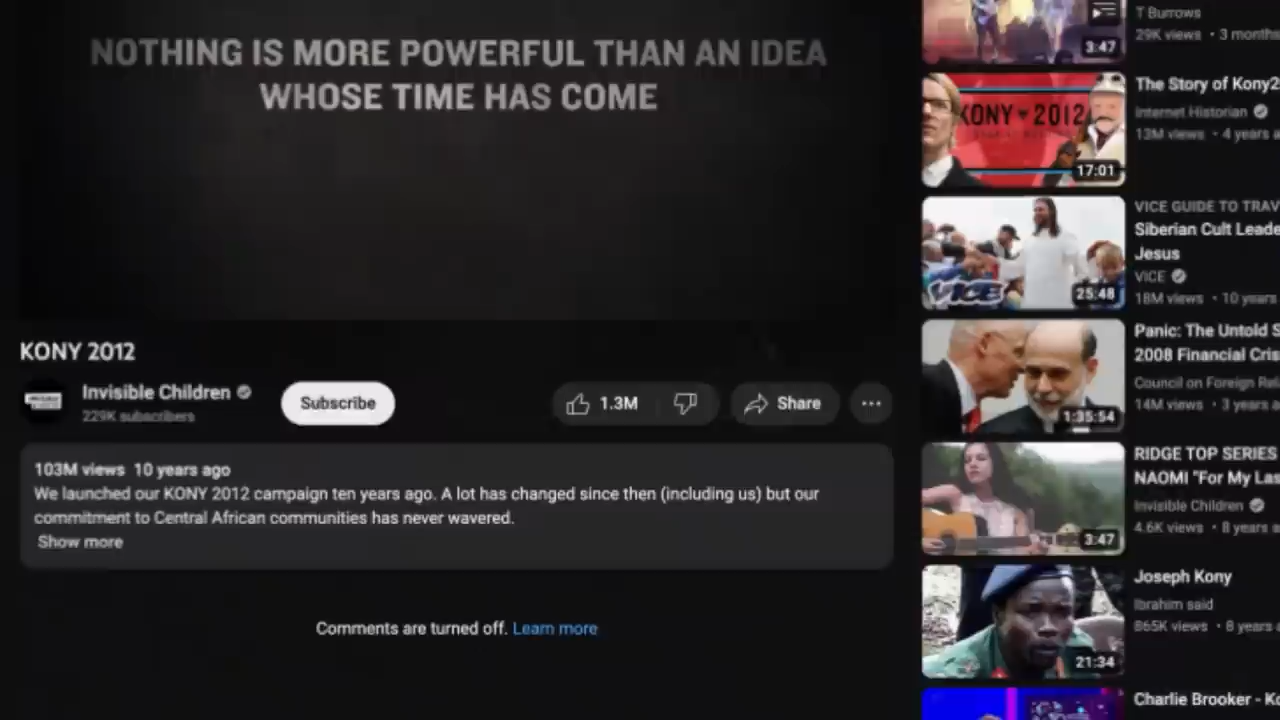 NOTHING IS MORE POWERFUL THAN AN IDEA
WHOSE TIME HAS COME
KONY 2012
Invisible Children
229K subscribers
Subscribe
1.3M
Share
103M views 10 years ago
We launched our KONY 2012 campaign ten years ago. A lot has changed since then (including us) but our
commitment to Central African communities has never wavered.
Show more
Comments are turned off. Learn more
3:47
T Burrows
29K views • 3 months
KONY 2012
17:01
The Story of Kony2
Internet Historian
13M views • 4 years a
VICE
25:48
VICE GUIDE TO TRAV
Siberian Cult Leade
Jesus
VICE
18M views • 10 years
1:35:54
Panic: The Untold S
2008 Financial Cris
Council on Foreign Rel
14M views • 3 years a
3:47
RIDGE TOP SERIES
NAOMI "For My Las
Invisible Children
4.6K views • 8 years a
21:34
Joseph Kony
Ibrahim said
865K views • 8 years a
Charlie Brooker - Ko